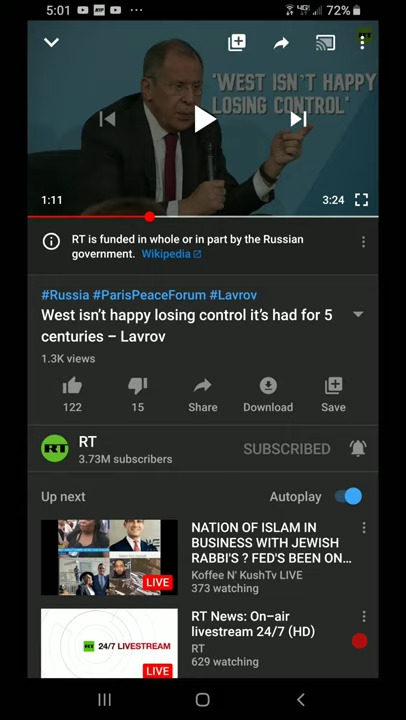 5:01
72%
RT
'WEST ISN'T HAPPY
LOSING CONTROL'
1:11
3:24
RT is funded in whole or in part by the Russian
government. Wikipedia
#Russia #ParisPeaceForum #Lavrov
West isn't happy losing control it's had for 5
centuries – Lavrov
1.3K views
122
15
Share
Download
Save
RT
RT
3.73M subscribers
SUBSCRIBED
Up next
Autoplay
NATION OF ISLAM IN
BUSINESS WITH JEWISH
RABBI'S ? FED'S BEEN ON...
Koffee N' KushTv LIVE
373 watching
LIVE
RT News: On–air
livestream 24/7 (HD)
RT
629 watching
RT 24/7 LIVESTREAM
LIVE